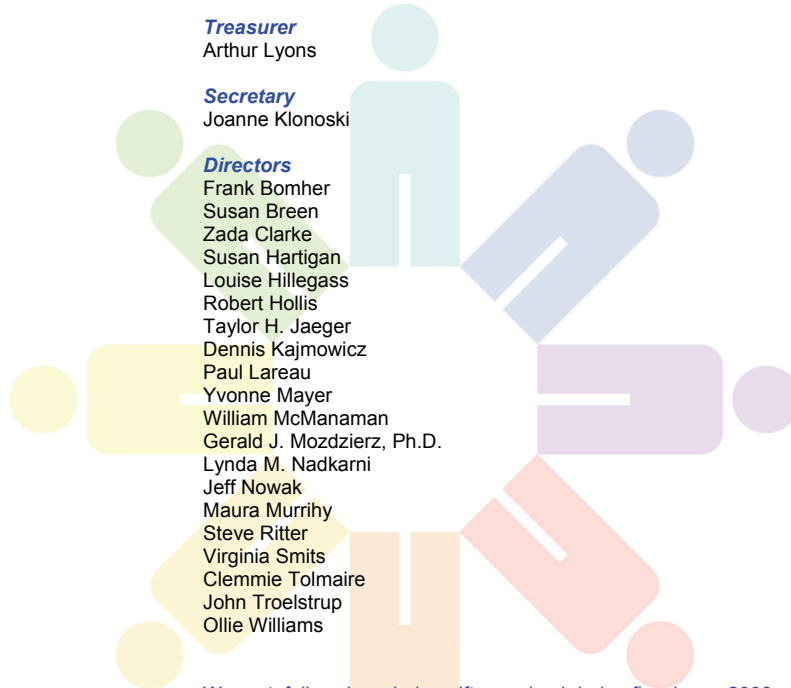 Treasurer
Arthur Lyons
Secretary
Joanne Klonoski
Directors
Frank Bomher
Susan Breen
Zada Clarke
Susan Hartigan
Louise Hillegass
Robert Hollis
Taylor H. Jaeger
Dennis Kajmowicz
Paul Lareau
Yvonne Mayer
William McManaman
Gerald J. Mozdzierz, Ph.D.
Lynda M. Nadkarni
Jeff Nowak
Maura Murrihy
Steve Ritter
Virginia Smits
Clemmie Tolmaire
John Troelstrup
Ollie Williams